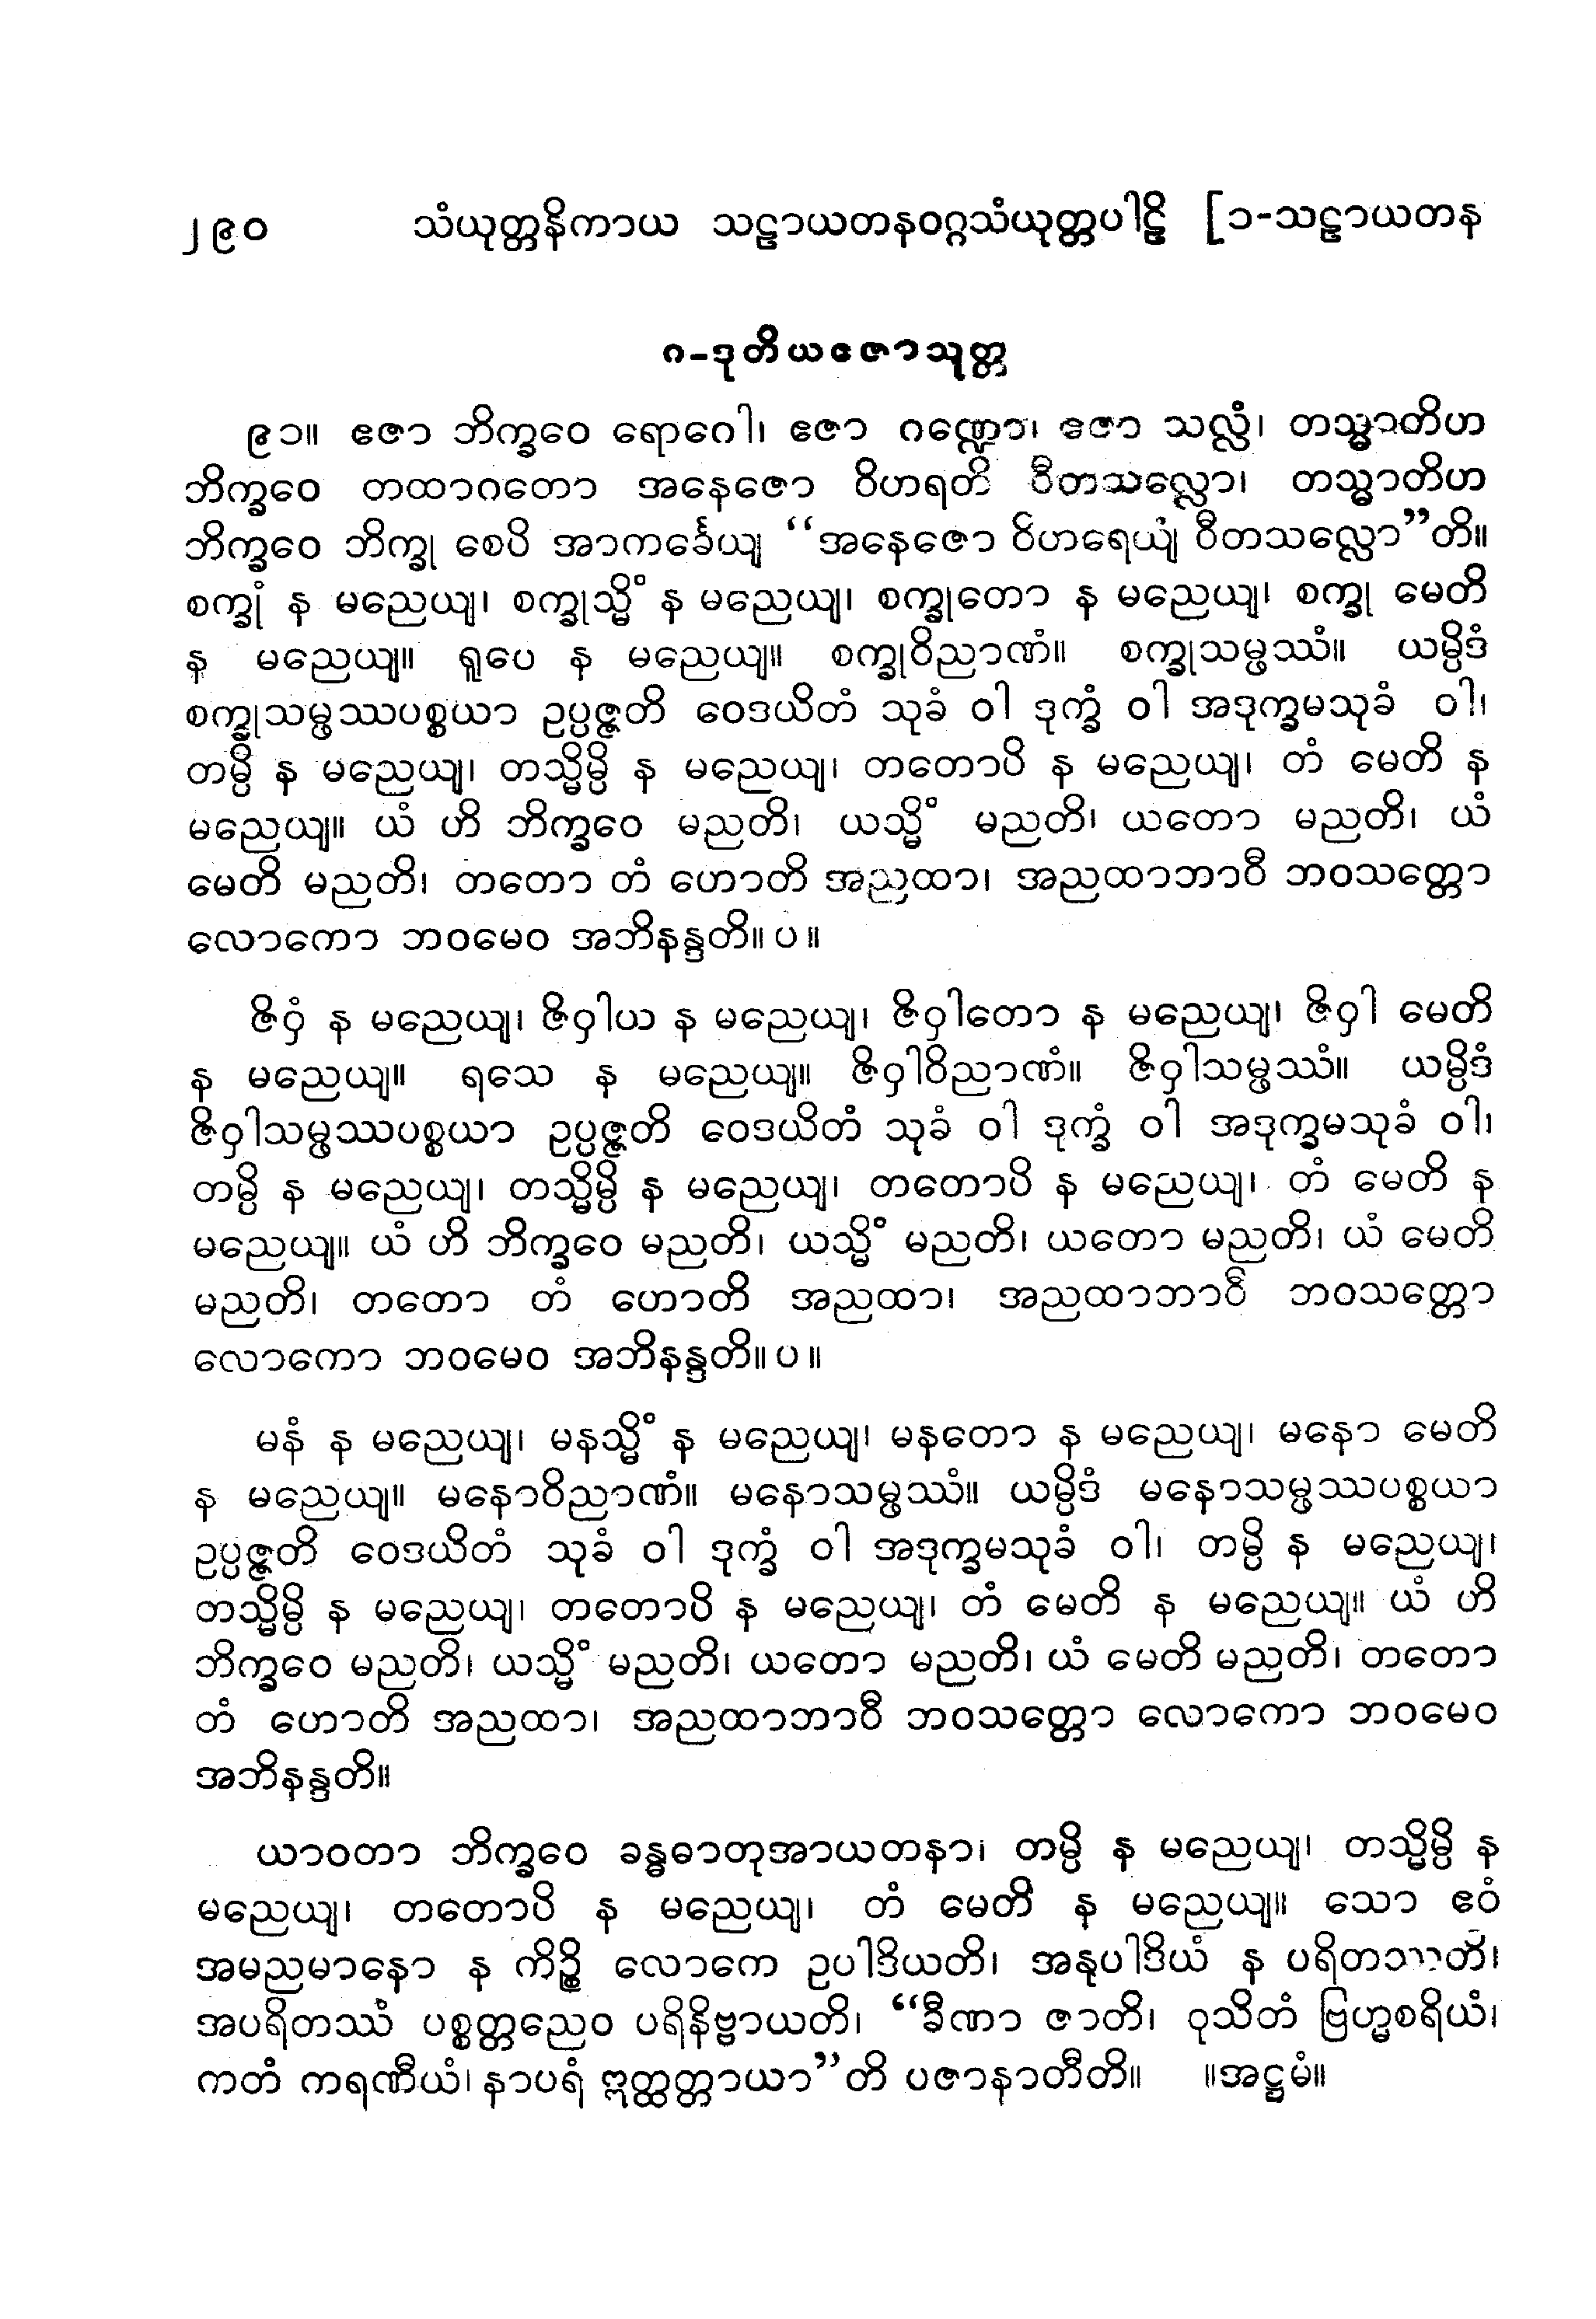 ၂၉၀ သံယုတ္တနိကာယ သဠာယတနဝဂ္ဂသံယုတ္တပါဠိ [၁-သဠာယတန
၈-ဒုတိယဧဇာသုတ္တ
၉၁။ ဧဇာ ဘိက္ခဝေ ရောဂေါ၊ ဧဇာ ဂဏ္ဍော၊ ဧဇာ သလ္လံ၊ တသ္မာတိဟ
ဘိက္ခဝေ တထာဂတော အနေဇော ဝိဟရတိ ဝီတသလ္လော၊ တသ္မာတိဟ
ဘိက္ခဝေ ဘိက္ခု စေပိ အာကင်္ခေယျ “အနေဇော ဝိဟရေယျံ ဝီတသလ္လော”တိ။
စက္ခုံ န မညေယျ၊ စက္ခုသ္မိံ န မညေယျ၊ စက္ခုတော န မညေယျ၊ စက္ခု မေတိ
န မညေယျ။ ရူပေ န မညေယျ။ စက္ခုဝိညာဏံ။ စက္ခုသမ္ဖဿံ။ ယမ္ပိဒံ
စက္ခုသမ္ဖဿပစ္စယာ ဥပ္ပဇ္ဇတိ ဝေဒယိတံ သုခံ ဝါ ဒုက္ခံ ဝါ အဒုက္ခမသုခံ ဝါ၊
တမ္ပိ န မညေယျ၊ တသ္မိမ္ပိ န မညေယျ၊ တတောပိ န မညေယျ၊ တံ မေတိ န
မညေယျ။ ယံ ဟိ ဘိက္ခဝေ မညတိ၊ ယသ္မိံ မညတိ၊ ယတော မညတိ၊ ယံ
မေတိ မညတိ၊ တတော တံ ဟောတိ အညထာ၊ အညထာဘာဝီ ဘဝသတ္တော
လောကော ဘဝမေဝ အဘိနန္ဒတိ။ ပ။
ဇိဝှံ န မညေယျ၊ ဇိဝှါယ န မညေယျ၊ ဇိဝှါတော န မညေယျ၊ ဇိဝှါ မေတိ
န မညေယျ။ ရသေ န မညေယျ။ ဇိဝှါဝိညာဏံ။ ဇိဝှါသမ္ဖဿံ။ ယမ္ပိဒံ
ဇိဝှါသမ္ဖဿပစ္စယာ ဥပ္ပဇ္ဇတိ ဝေဒယိတံ သုခံ ဝါ ဒုက္ခံ ဝါ အဒုက္ခမသုခံ ဝါ၊
တမ္ပိ န မညေယျ၊ တသ္မိမ္ပိ န မညေယျ၊ တတောပိ န မညေယျ၊ တံ မေတိ န
မညေယျ။ ယံ ဟိ ဘိက္ခဝေ မညတိ၊ ယသ္မိံ မညတိ၊ ယတော မညတိ၊ ယံ မေတိ
မညတိ၊ တတော တံ ဟောတိ အညထာ၊ အညထာဘာဝီ ဘဝသတ္တော
လောကော ဘဝမေဝ အဘိနန္ဒတိ။ ပ။
မနံ န မညေယျ၊ မနသ္မိံ န မညေယျ၊ မနတော န မညေယျ၊ မနော မေတိ
န မညေယျ။ မနောဝိညာဏံ။ မနောသမ္ဖဿံ။ ယမ္ပိဒံ မနောသမ္ဖဿပစ္စယာ
ဥပ္ပဇ္ဇတိ ဝေဒယိတံ သုခံ ဝါ ဒုက္ခံ ဝါ အဒုက္ခမသုခံ ဝါ၊ တမ္ပိ န မညေယျ၊
တသ္မိမ္ပိ န မညေယျ၊ တတောပိ န မညေယျ၊ တံ မေတိ န မညေယျ။ ယံ ဟိ
ဘိက္ခဝေ မညတိ၊ ယသ္မိံ မညတိ၊ ယတော မညတိ၊ ယံ မေတိ မညတိ၊ တတော
တံ ဟောတိ အညထာ၊ အညထာဘာဝီ ဘဝသတ္တော လောကော ဘဝမေဝ
အဘိနန္ဒတိ။
ယာဝတာ ဘိက္ခဝေ ခန္ဓဓာတုအာယတနာ၊ တမ္ပိ န မညေယျ၊ တသ္မိမ္ပိ န
မညေယျ၊ တတောပိ န မညေယျ၊ တံ မေတိ န မညေယျ။ သော ဧဝံ
အမညမာနော န ကိဉ္စိ လောကေ ဥပါဒိယတိ၊ အနုပါဒိယံ န ပရိတဿတိ၊
အပရိတဿံ ပစ္စတ္တညေဝ ပရိနိဗ္ဗာယတိ၊ “ခီဏာ ဇာတိ၊ ဝုသိတံ ဗြဟ္မစရိယံ၊
ကတံ ကရဏီယံ၊ နာပရံ ဣတ္ထတ္တာယာ”တိ ပဇာနာတီတိ။ ။အဋ္ဌမံ။